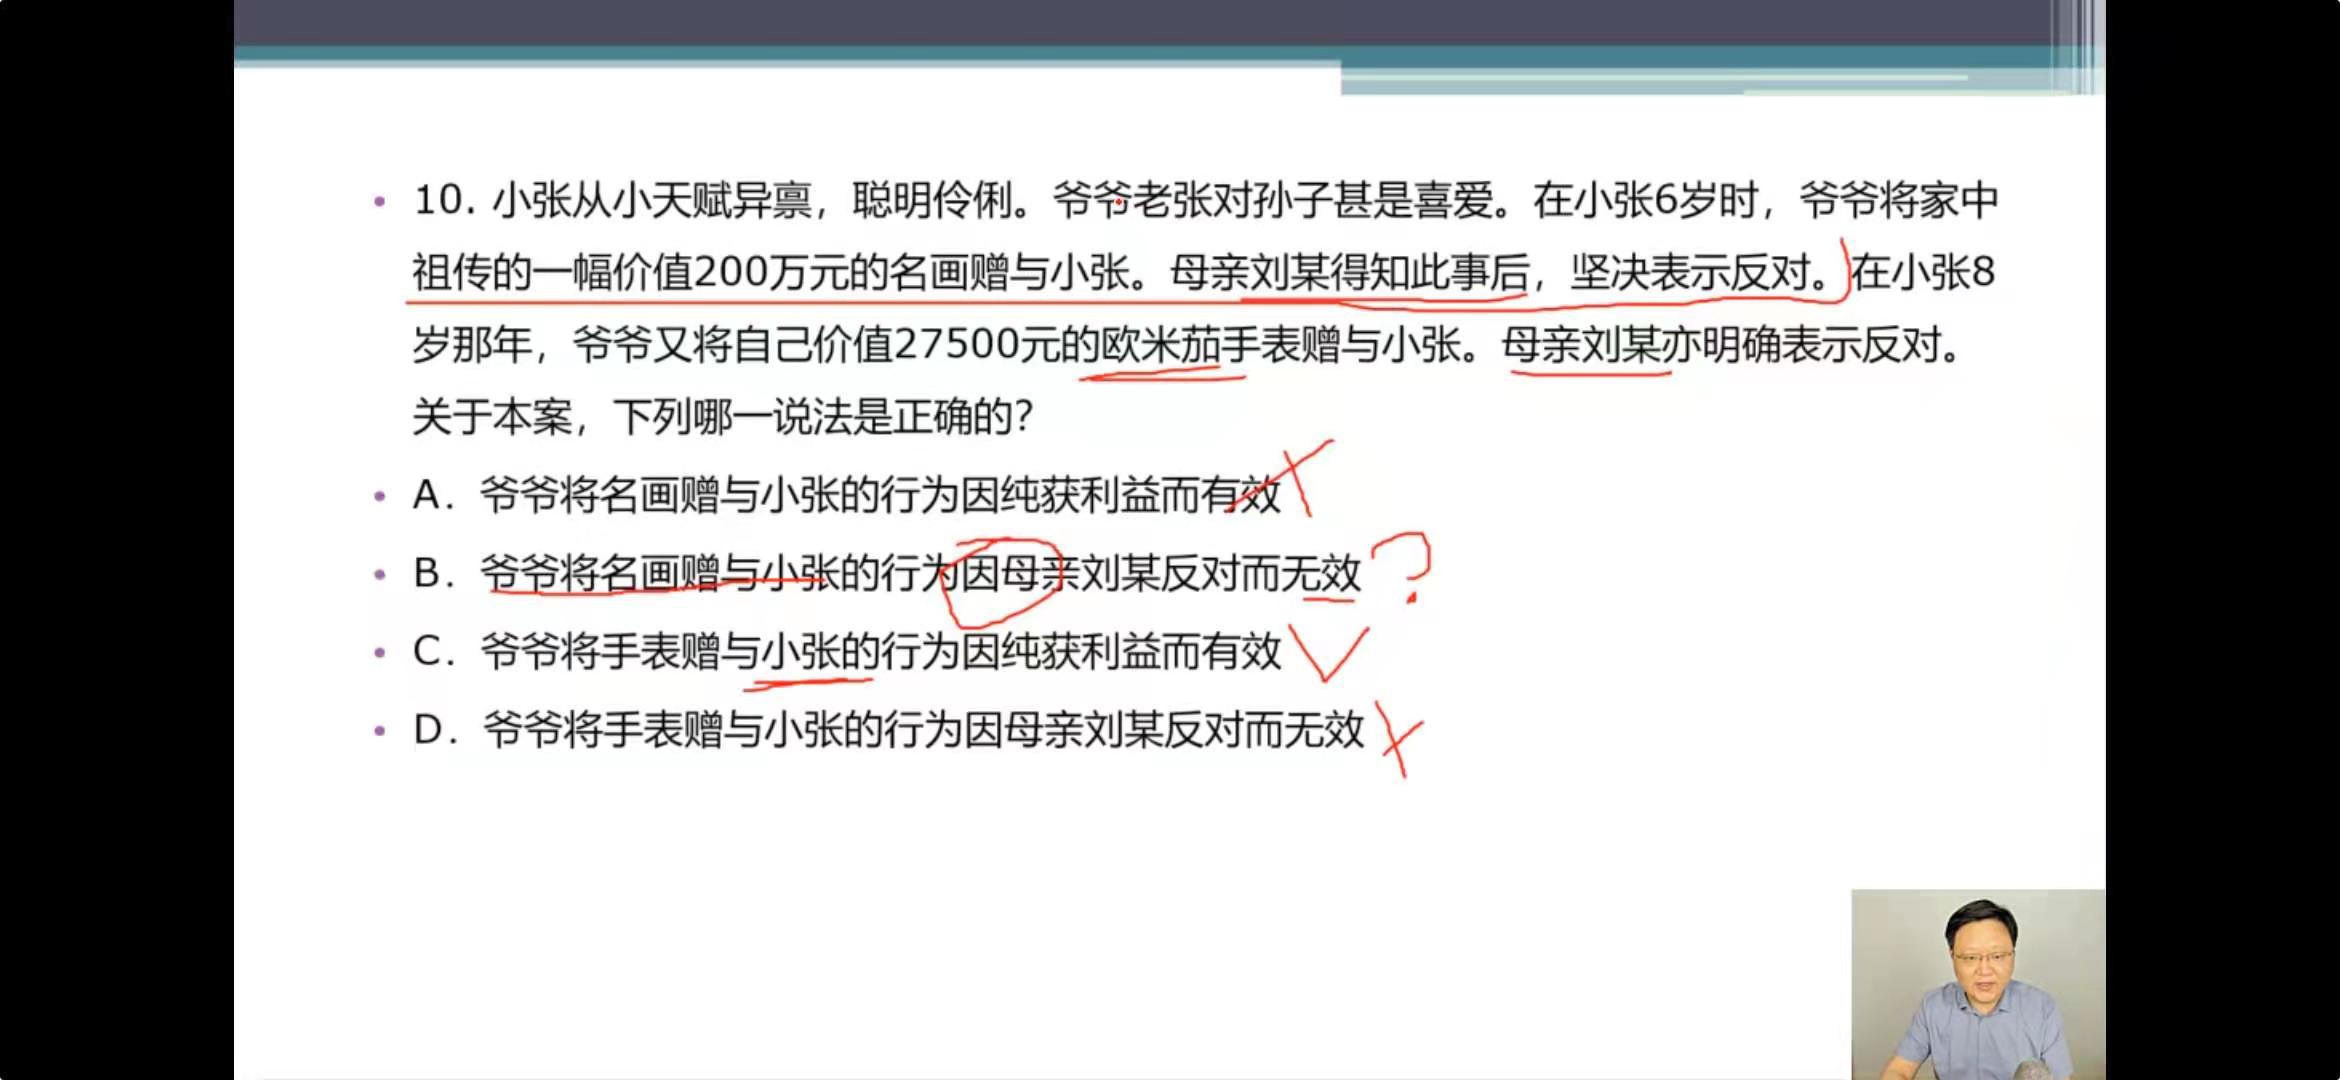 10. 小张从小天赋异禀，聪明伶俐。爷爷老张对孙子甚是喜爱。在小张6岁时，爷爷将家中
祖传的一幅价值200万元的名画赠与小张。母亲刘某得知此事后，坚决表示反对。在小张8
岁那年，爷爷又将自己价值27500元的欧米茄手表赠与小张。母亲刘某亦明确表示反对。
关于本案，下列哪一说法是正确的？
A. 爷爷将名画赠与小张的行为因纯获利益而有效
B. 爷爷将名画赠与小张的行为因母亲刘某反对而无效 ?
C. 爷爷将手表赠与小张的行为因纯获利益而有效
D. 爷爷将手表赠与小张的行为因母亲刘某反对而无效